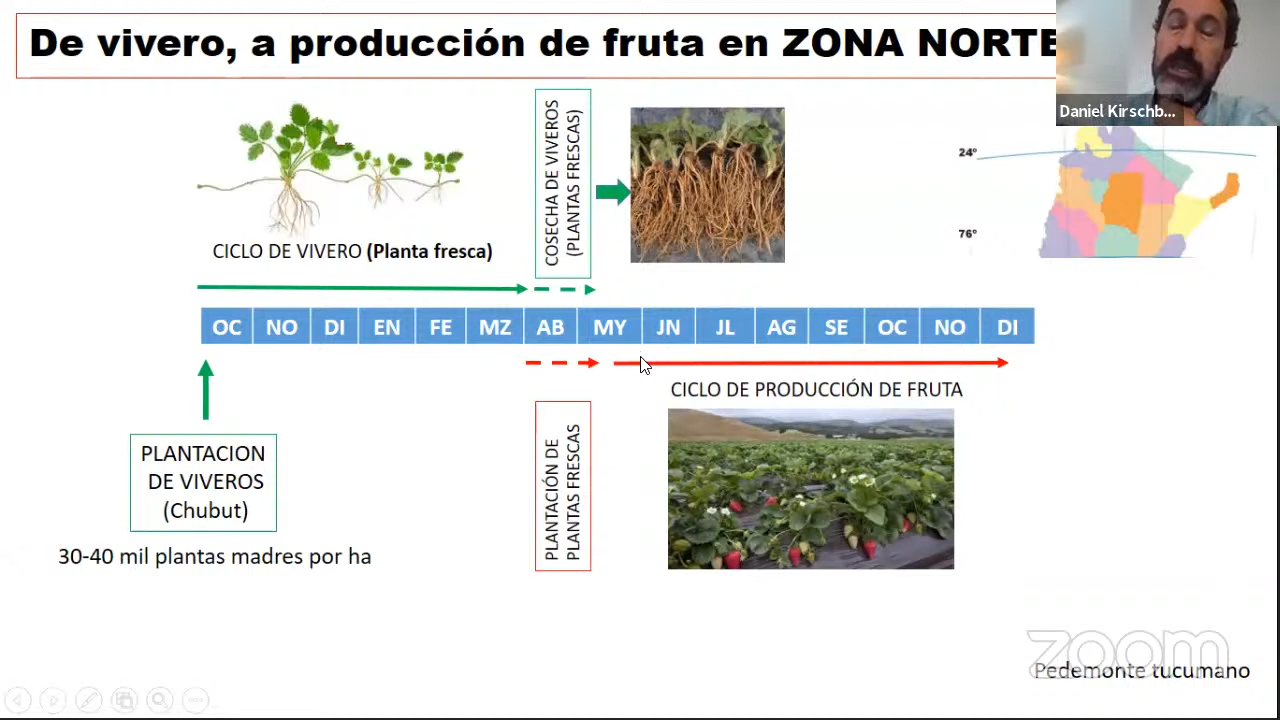 De vivero, a producción de fruta en ZONA NORTE
Daniel Kirschb...
24°
76°
COSECHA DE VIVEROS
(PLANTAS FRESCAS)
CICLO DE VIVERO (Planta fresca)
OC NO DI EN FE MZ AB MY JN JL AG SE OC NO DI
CICLO DE PRODUCCIÓN DE FRUTA
PLANTACIÓN DE
PLANTAS FRESCAS
PLANTACION
DE VIVEROS
(Chubut)
30-40 mil plantas madres por ha
zoom
Pedemonte tucumano